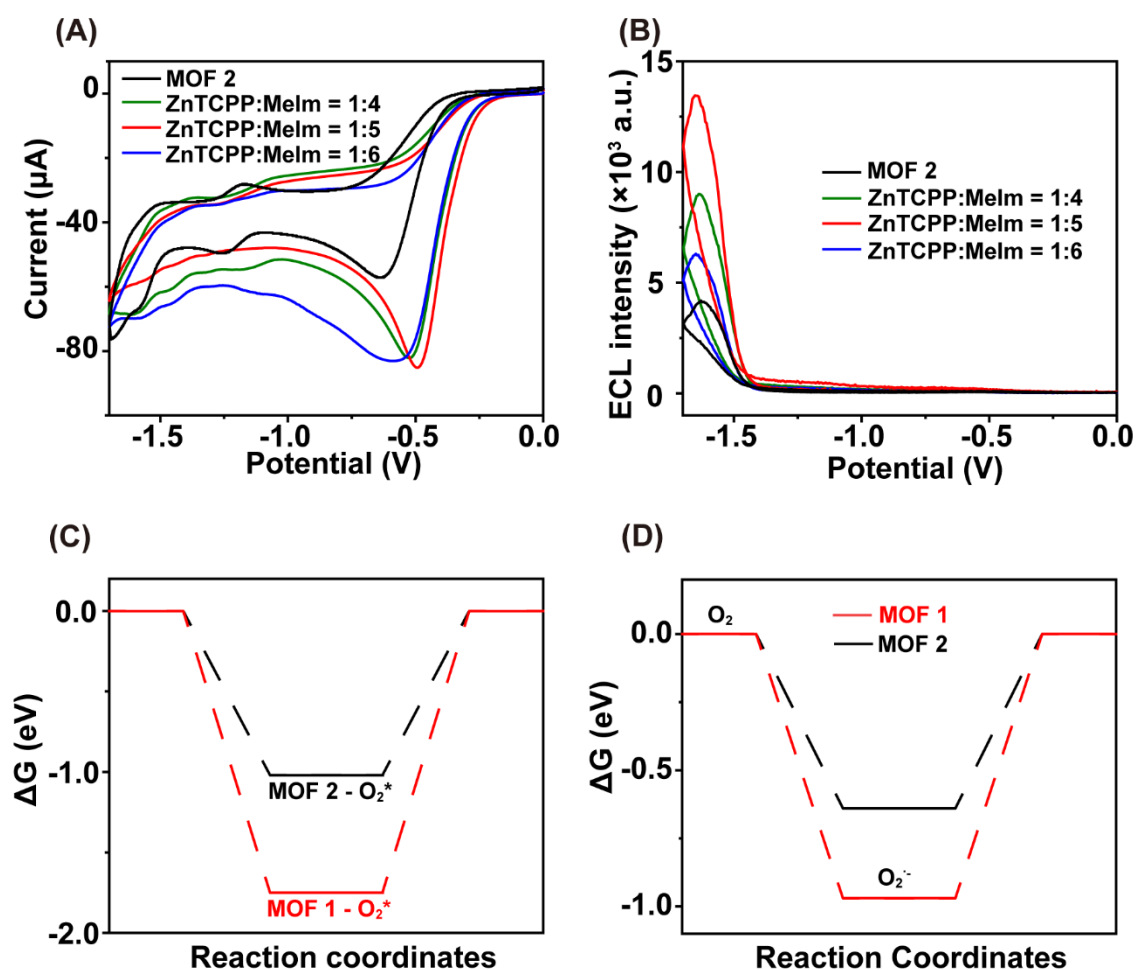 (A)
0
-40
-80
Current (μA)
MOF 2
ZnTCPP:MeIm = 1:4
ZnTCPP:MeIm = 1:5
ZnTCPP:MeIm = 1:6
-1.5
-1.0
-0.5
0.0
Potential (V)
(B)
15
10
5
0
ECL intensity (×10³ a.u.)
MOF 2
ZnTCPP:MeIm = 1:4
ZnTCPP:MeIm = 1:5
ZnTCPP:MeIm = 1:6
-1.5
-1.0
-0.5
0.0
Potential (V)
(C)
0.0
-1.0
-2.0
ΔG (eV)
MOF 2 - O₂*
MOF 1 - O₂*
Reaction coordinates
(D)
0.0
-0.5
-1.0
ΔG (eV)
O₂
MOF 1
MOF 2
O₂·⁻
Reaction Coordinates